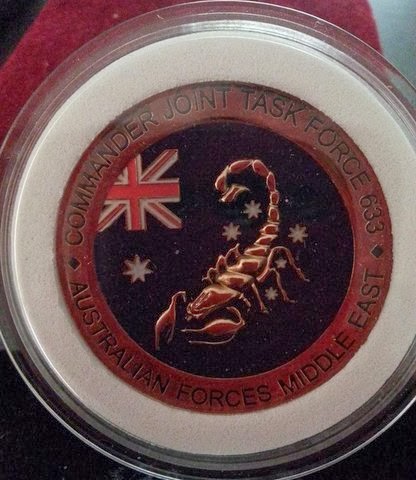 COMMANDER JOINT TASK FORCE 633
AUSTRALIAN FORCES MIDDLE EAST